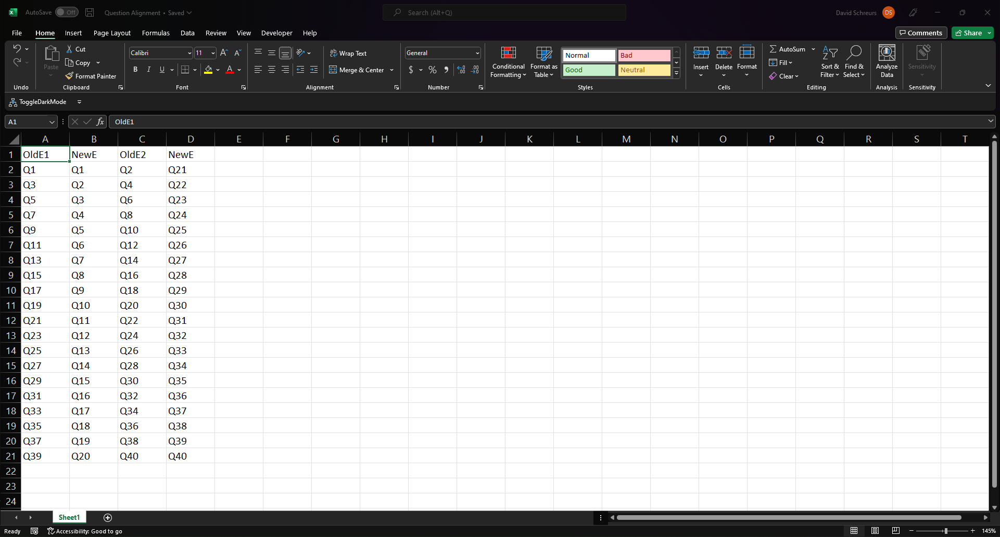 AutoSave Off Question Alignment • Saved Search (Alt+Q) David Schreurs DS
File Home Insert Page Layout Formulas Data Review View Developer Help Comments Share
Undo
Paste Cut Copy Format Painter Clipboard
Calibri 11 B I U A Font
Wrap Text Merge & Center Alignment
General $ % Number
Conditional Formatting Format as Table Normal Bad Good Neutral Styles
Insert Delete Format Cells
AutoSum Fill Clear Sort & Filter Find & Select Editing
Analyze Data Analysis
Sensitivity Sensitivity
ToggleDarkMode
A1 fx OldE1
A B C D E F G H I J K L M N O P Q R S T
1 OldE1 NewE OldE2 NewE
2 Q1 Q1 Q2 Q21
3 Q3 Q2 Q4 Q22
4 Q5 Q3 Q6 Q23
5 Q7 Q4 Q8 Q24
6 Q9 Q5 Q10 Q25
7 Q11 Q6 Q12 Q26
8 Q13 Q7 Q14 Q27
9 Q15 Q8 Q16 Q28
10 Q17 Q9 Q18 Q29
11 Q19 Q10 Q20 Q30
12 Q21 Q11 Q22 Q31
13 Q23 Q12 Q24 Q32
14 Q25 Q13 Q26 Q33
15 Q27 Q14 Q28 Q34
16 Q29 Q15 Q30 Q35
17 Q31 Q16 Q32 Q36
18 Q33 Q17 Q34 Q37
19 Q35 Q18 Q36 Q38
20 Q37 Q19 Q38 Q39
21 Q39 Q20 Q40 Q40
22
23
24
Sheet1
Ready Accessibility: Good to go 145%